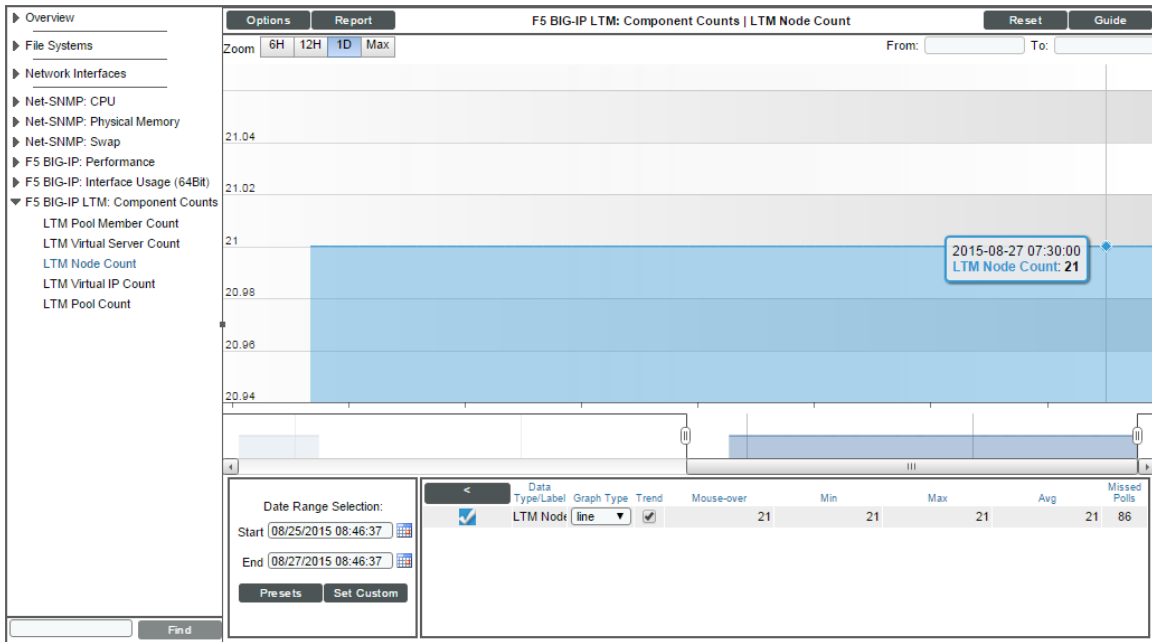 Overview
File Systems
Network Interfaces
Net-SNMP: CPU
Net-SNMP: Physical Memory
Net-SNMP: Swap
F5 BIG-IP: Performance
F5 BIG-IP: Interface Usage (64Bit)
F5 BIG-IP LTM: Component Counts
LTM Pool Member Count
LTM Virtual Server Count
LTM Node Count
LTM Virtual IP Count
LTM Pool Count
Find
Options Report F5 BIG-IP LTM: Component Counts | LTM Node Count Reset Guide
Zoom 6H 12H 1D Max From: To:
21.04
21.02
21
20.98
20.96
20.94
2015-08-27 07:30:00
LTM Node Count: 21
Date Range Selection:
Start 08/25/2015 08:46:37
End 08/27/2015 08:46:37
Presets Set Custom
< Data Type/Label Graph Type Trend Mouse-over Min Max Avg Missed Polls
LTM Node line 21 21 21 21 86